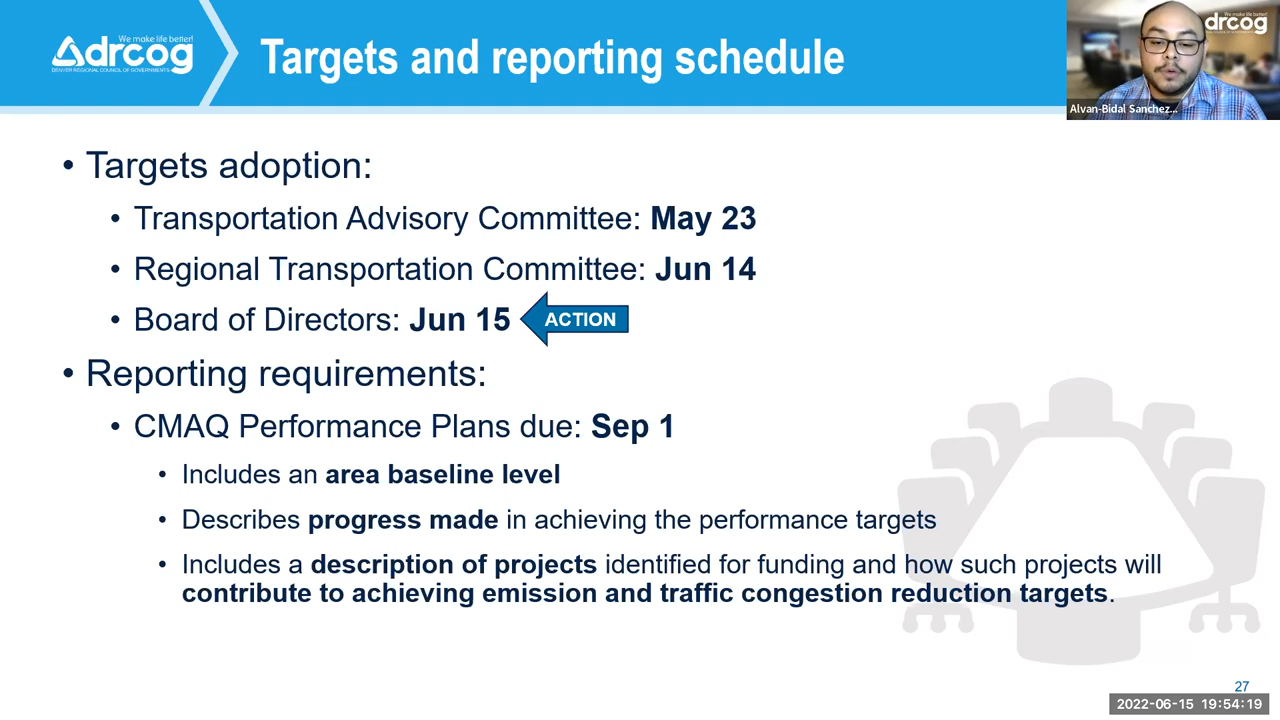 We make life better!
drcog
DENVER REGIONAL COUNCIL OF GOVERNMENTS
Targets and reporting schedule
We make life better!
drcog
Alvan-Bidal Sanchez...
• Targets adoption:
• Transportation Advisory Committee: May 23
• Regional Transportation Committee: Jun 14
• Board of Directors: Jun 15
ACTION
• Reporting requirements:
• CMAQ Performance Plans due: Sep 1
• Includes an area baseline level
• Describes progress made in achieving the performance targets
• Includes a description of projects identified for funding and how such projects will
contribute to achieving emission and traffic congestion reduction targets.
27
2022-06-15 19:54:19